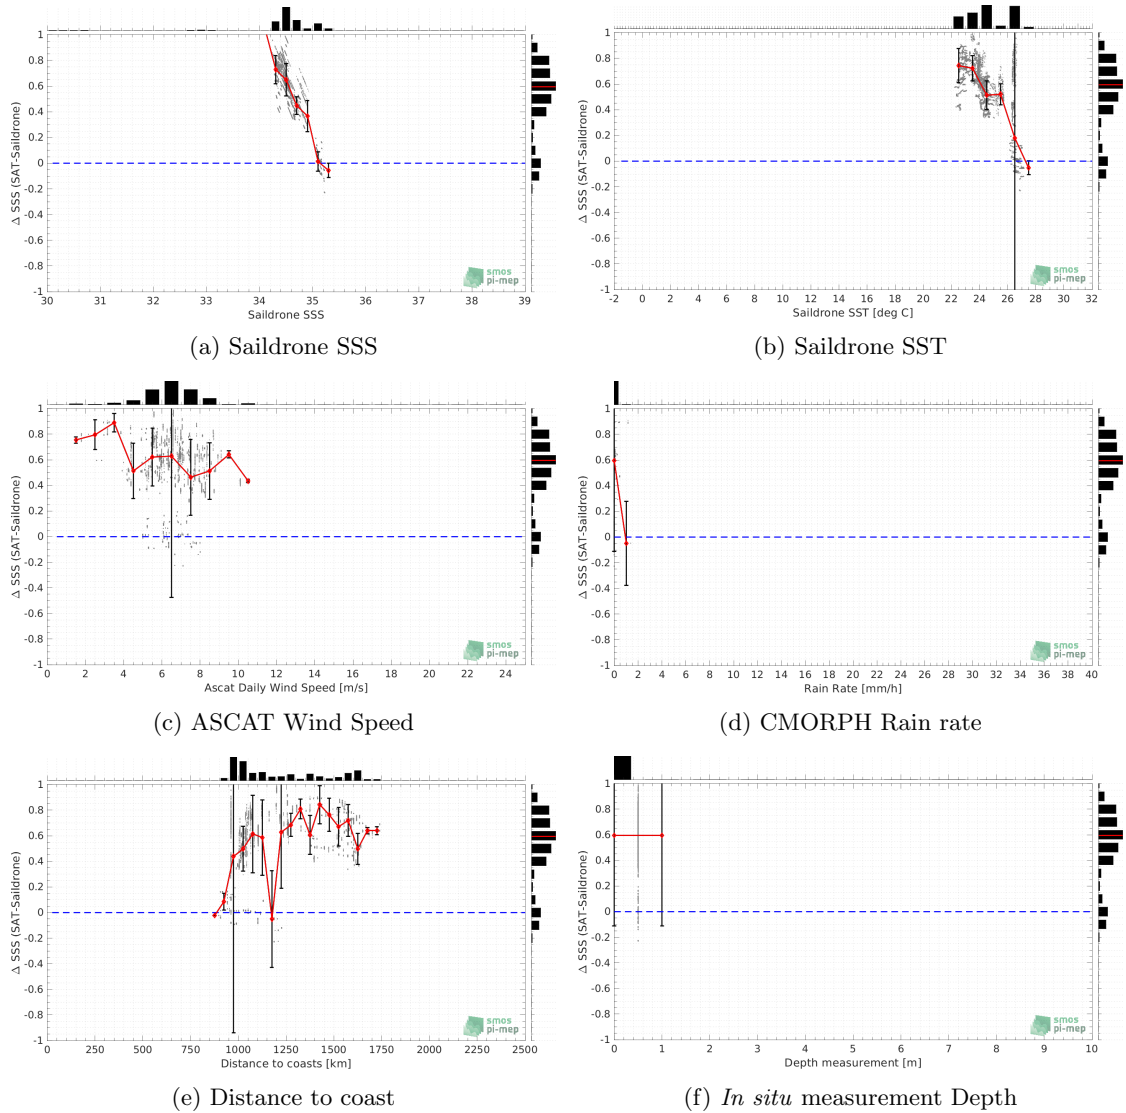 Δ SSS (SAT-Saildrone)
1
0.8
0.6
0.4
0.2
0
-0.2
-0.4
-0.6
-0.8
-1
smos
pi-mep
30 31 32 33 34 35 36 37 38 39
Saildrone SSS
(a) Saildrone SSS
Δ SSS (SAT-Saildrone)
1
0.8
0.6
0.4
0.2
0
-0.2
-0.4
-0.6
-0.8
-1
smos
pi-mep
-2 0 2 4 6 8 10 12 14 16 18 20 22 24 26 28 30 32
Saildrone SST [deg C]
(b) Saildrone SST
Δ SSS (SAT-Saildrone)
1
0.8
0.6
0.4
0.2
0
-0.2
-0.4
-0.6
-0.8
-1
smos
pi-mep
0 2 4 6 8 10 12 14 16 18 20 22 24
Ascat Daily Wind Speed [m/s]
(c) ASCAT Wind Speed
Δ SSS (SAT-Saildrone)
1
0.8
0.6
0.4
0.2
0
-0.2
-0.4
-0.6
-0.8
-1
smos
pi-mep
0 2 4 6 8 10 12 14 16 18 20 22 24 26 28 30 32 34 36 38 40
Rain Rate [mm/h]
(d) CMORPH Rain rate
Δ SSS (SAT-Saildrone)
1
0.8
0.6
0.4
0.2
0
-0.2
-0.4
-0.6
-0.8
-1
smos
pi-mep
0 250 500 750 1000 1250 1500 1750 2000 2250 2500
Distance to coasts [km]
(e) Distance to coast
Δ SSS (SAT-Saildrone)
1
0.8
0.6
0.4
0.2
0
-0.2
-0.4
-0.6
-0.8
-1
smos
pi-mep
0 1 2 3 4 5 6 7 8 9 10
Depth measurement [m]
(f) In situ measurement Depth